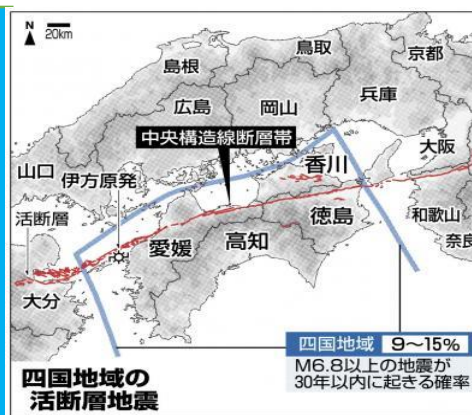 N
20km
鳥取
京都
島根
兵庫
広島
岡山
中央構造線断層帯
香川
大阪
山口
伊方原発
徳島
活断層
愛媛
高知
和歌山
奈良
大分
四国地域 9〜15%
M6.8以上の地震が
30年以内に起きる確率
四国地域の
活断層地震